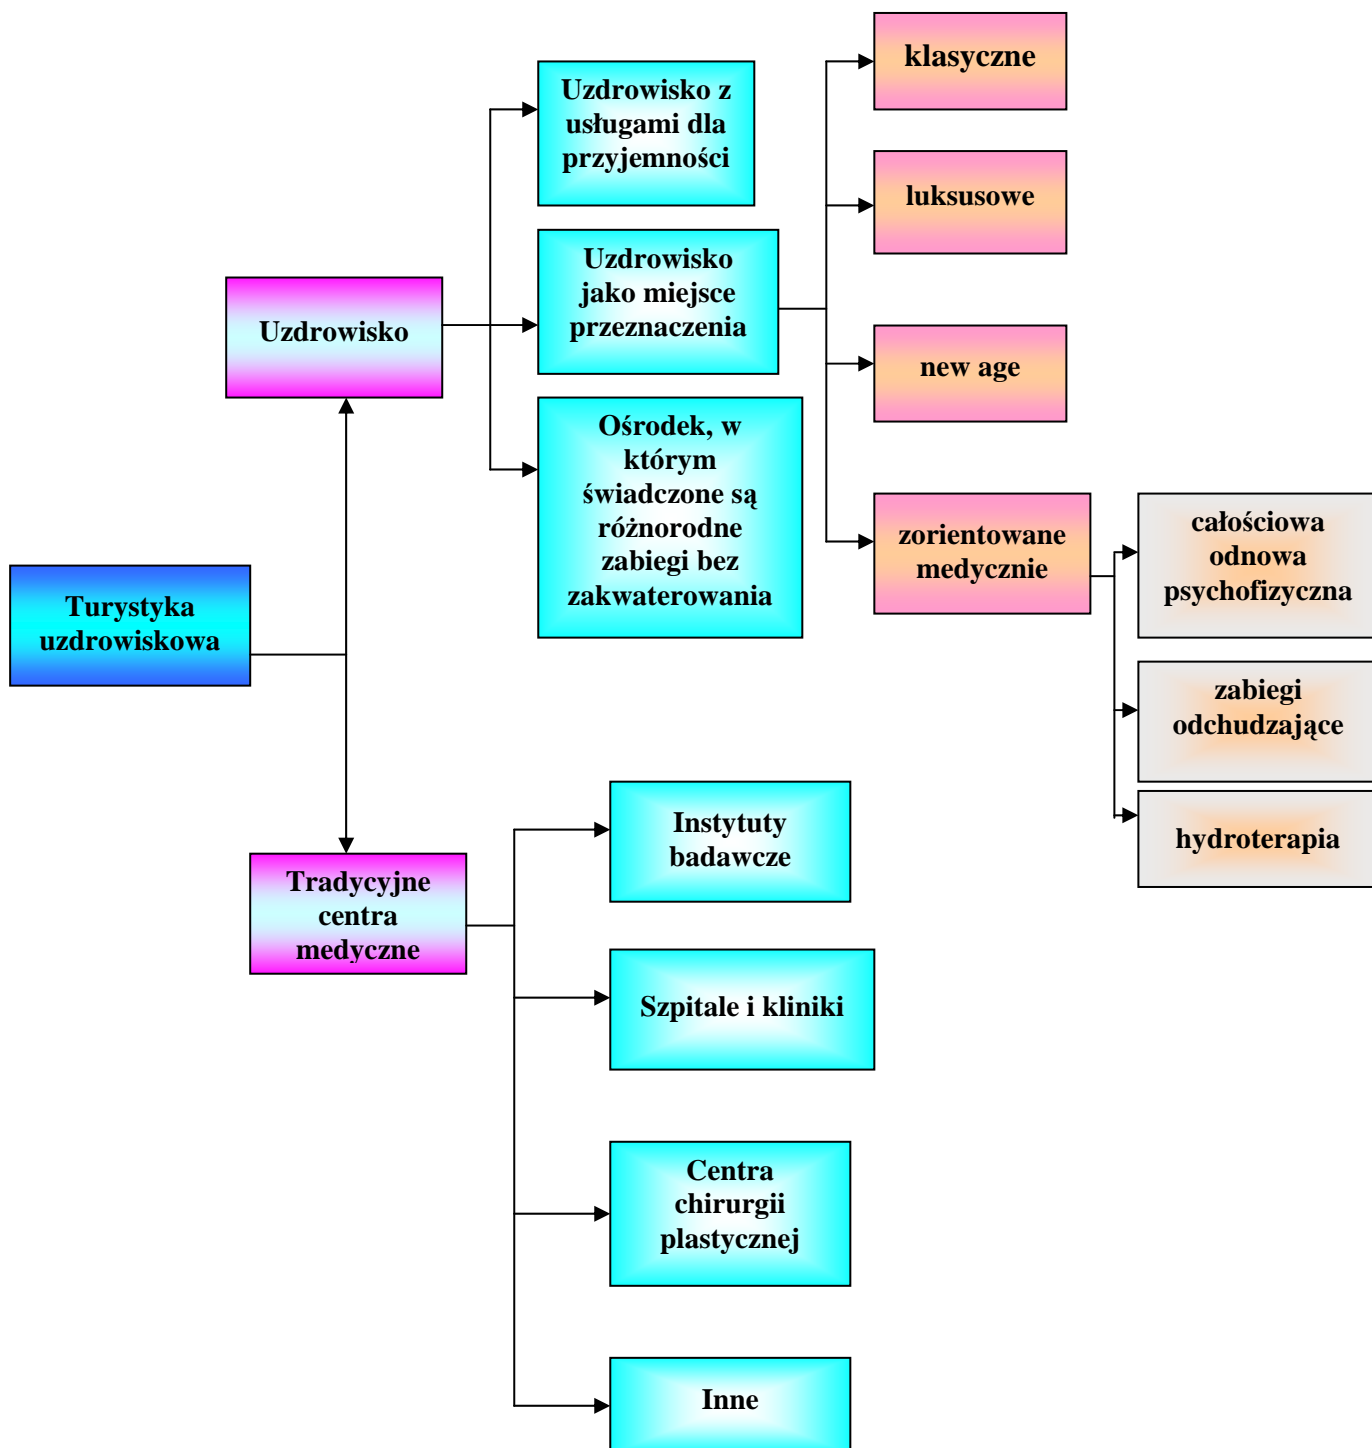 Turystyka
uzdrowiskowa
Uzdrowisko
Uzdrowisko z
usługami dla
przyjemności
Uzdrowisko
jako miejsce
przeznaczenia
Ośrodek, w
którym
świadczone są
różnorodne
zabiegi bez
zakwaterowania
klasyczne
luksusowe
new age
zorientowane
medycznie
całościowa
odnowa
psychofizyczna
zabiegi
odchudzające
hydroterapia
Tradycyjne
centra
medyczne
Instytuty
badawcze
Szpitale i kliniki
Centra
chirurgii
plastycznej
Inne